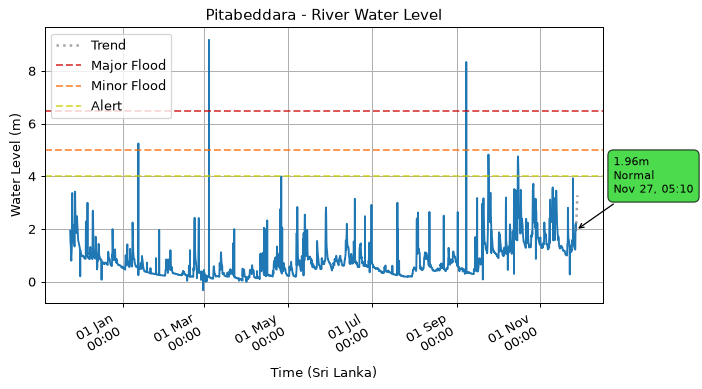 Pitabeddara - River Water Level
Trend
Major Flood
Minor Flood
Alert
Water Level (m)
8
6
4
2
0
1.96m
Normal
Nov 27, 05:10
01 Jan
00:00
01 Mar
00:00
01 May
00:00
01 Jul
00:00
01 Sep
00:00
01 Nov
00:00
Time (Sri Lanka)